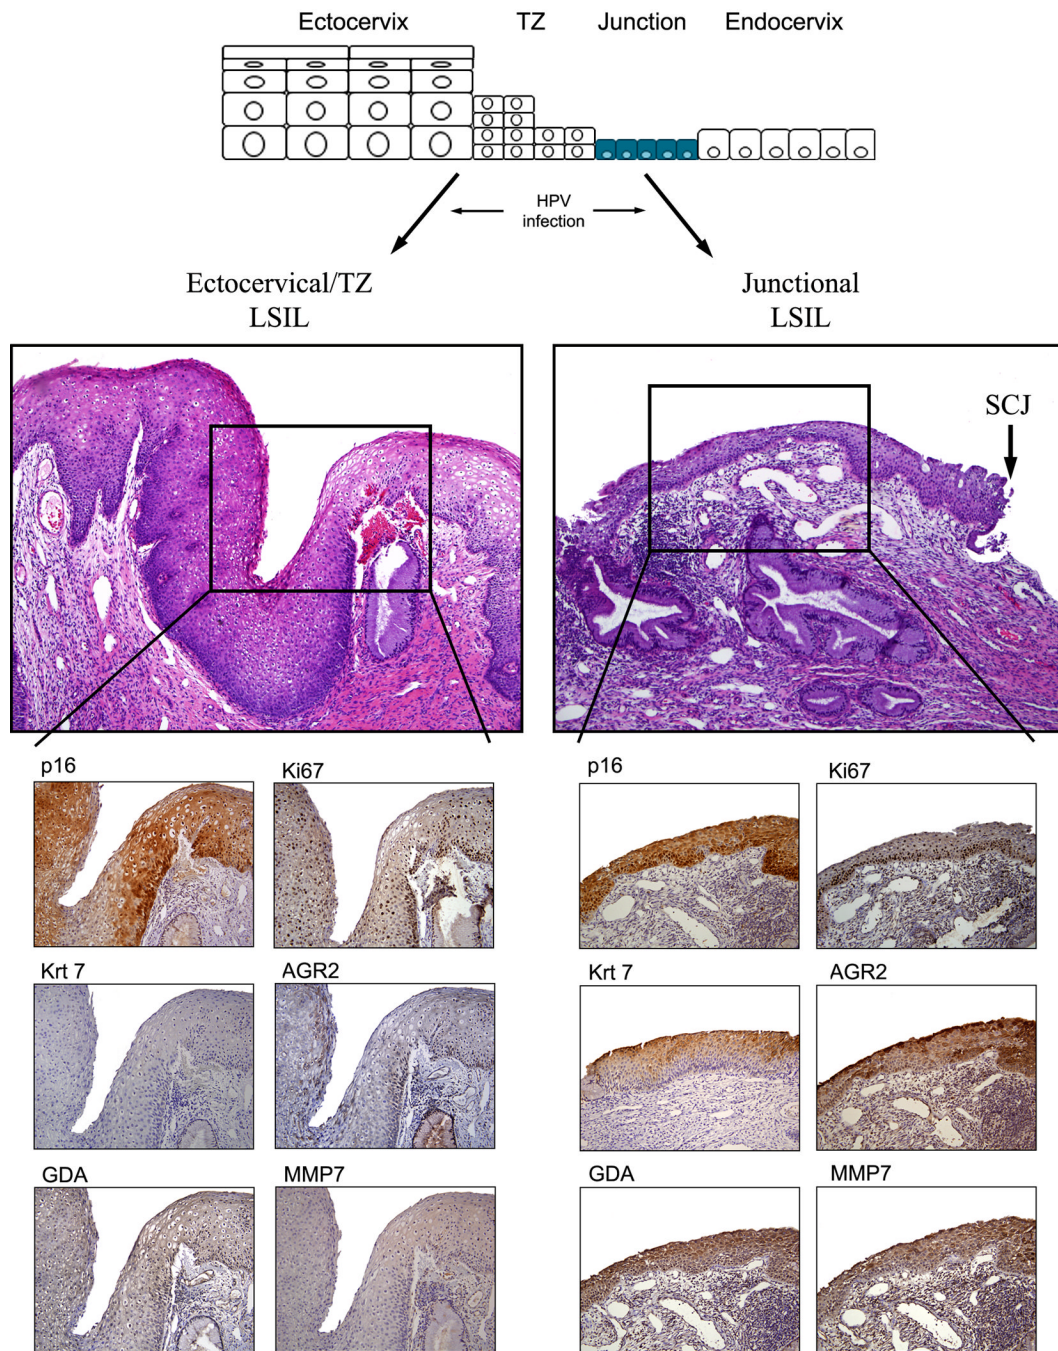 Ectocervix TZ Junction Endocervix
HPV
infection
Ectocervical/TZ
LSIL
Junctional
LSIL
SCJ
p16 Ki67
Krt 7 AGR2
GDA MMP7
p16 Ki67
Krt 7 AGR2
GDA MMP7